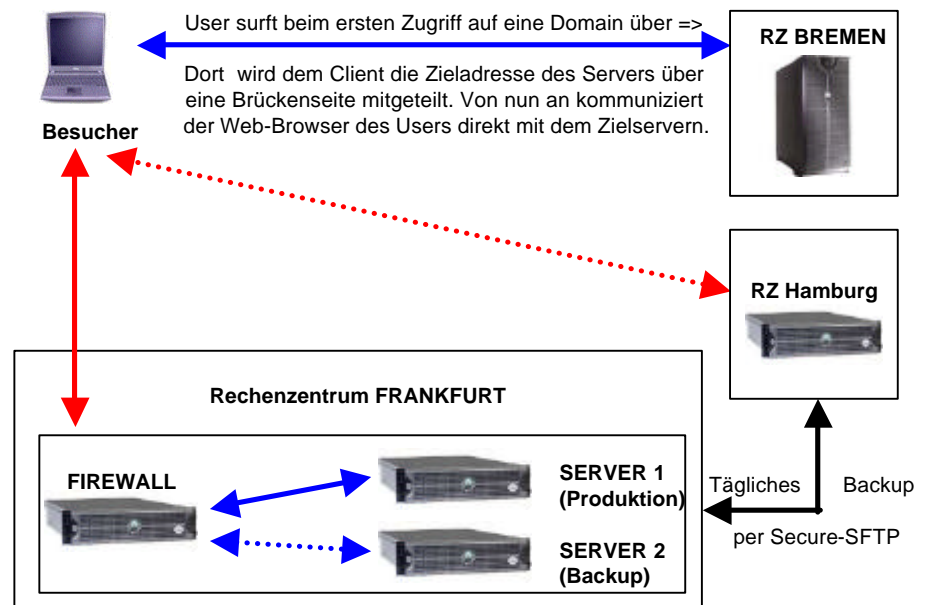 User surft beim ersten Zugriff auf eine Domain über =>
RZ BREMEN
Dort wird dem Client die Zieladresse des Servers über
eine Brückenseite mitgeteilt. Von nun an kommuniziert
der Web-Browser des Users direkt mit dem Zielservern.
Besucher
RZ Hamburg
Rechenzentrum FRANKFURT
FIREWALL
SERVER 1
(Produktion)
SERVER 2
(Backup)
Tägliches Backup
per Secure-SFTP